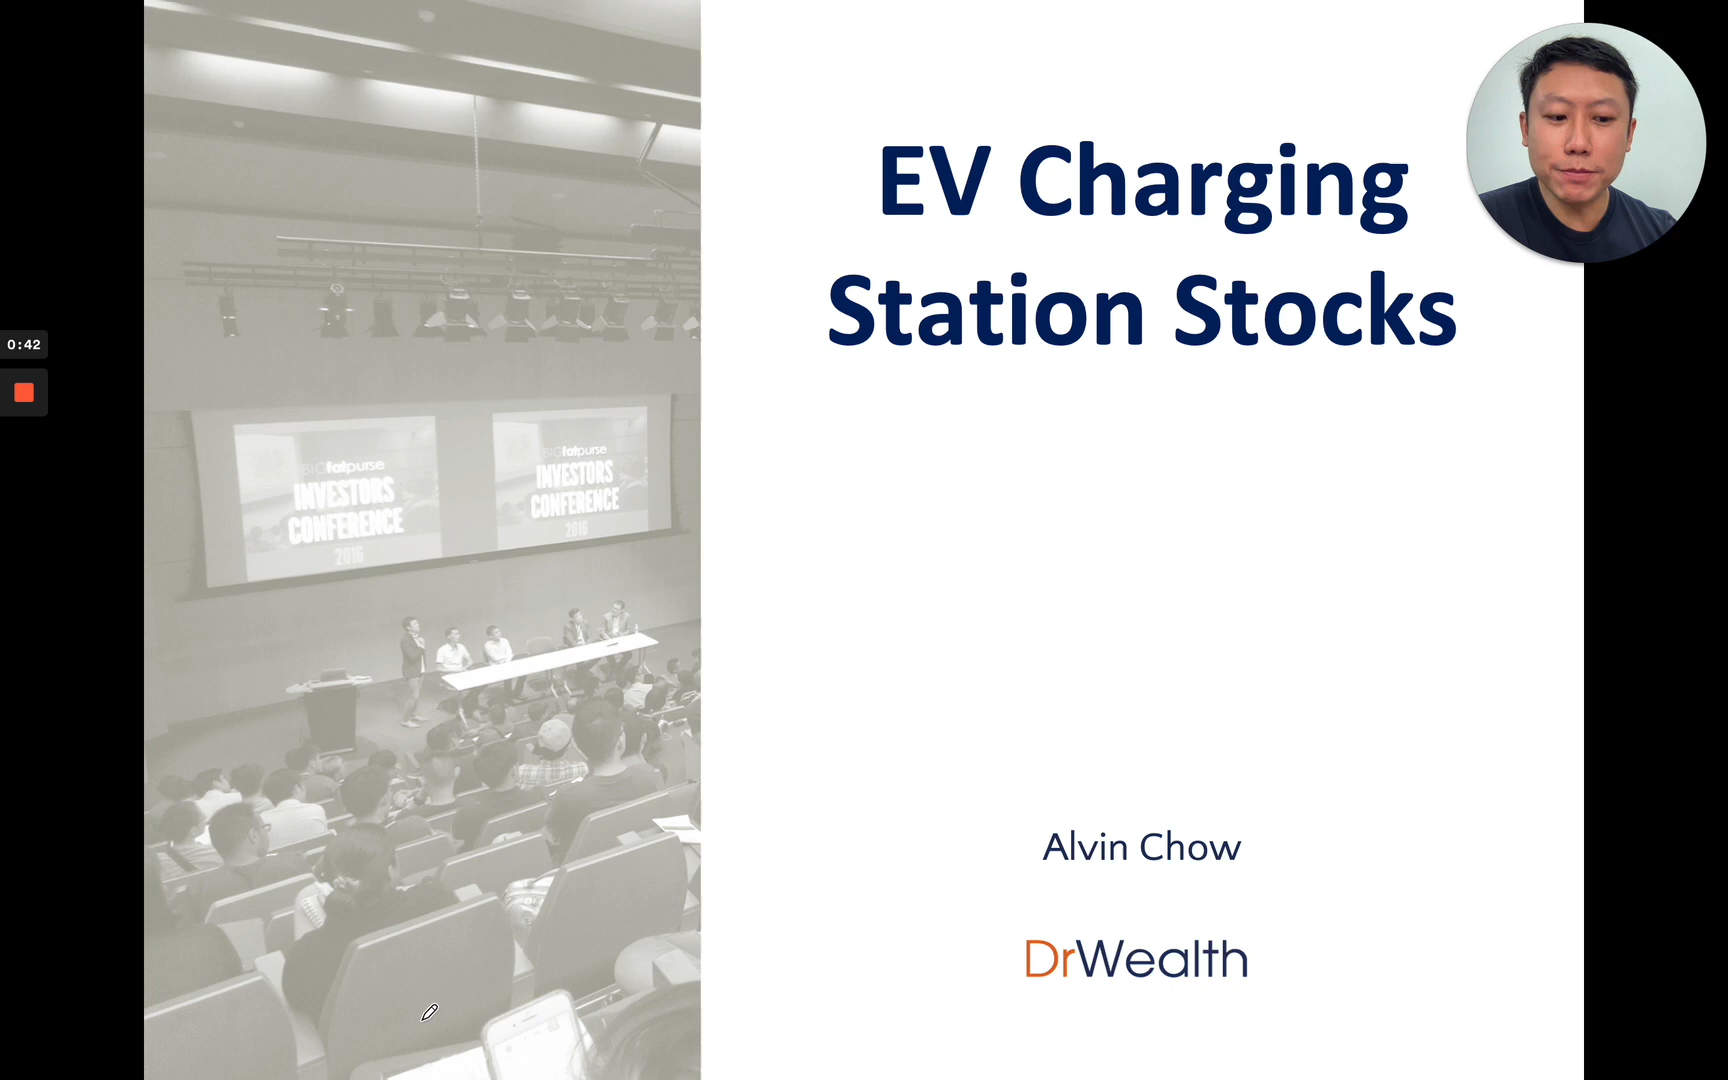 EV Charging
Station Stocks
0:42
BIGfatpurse
INVESTORS
CONFERENCE
2016
BIGfatpurse
INVESTORS
CONFERENCE
2016
Alvin Chow
DrWealth